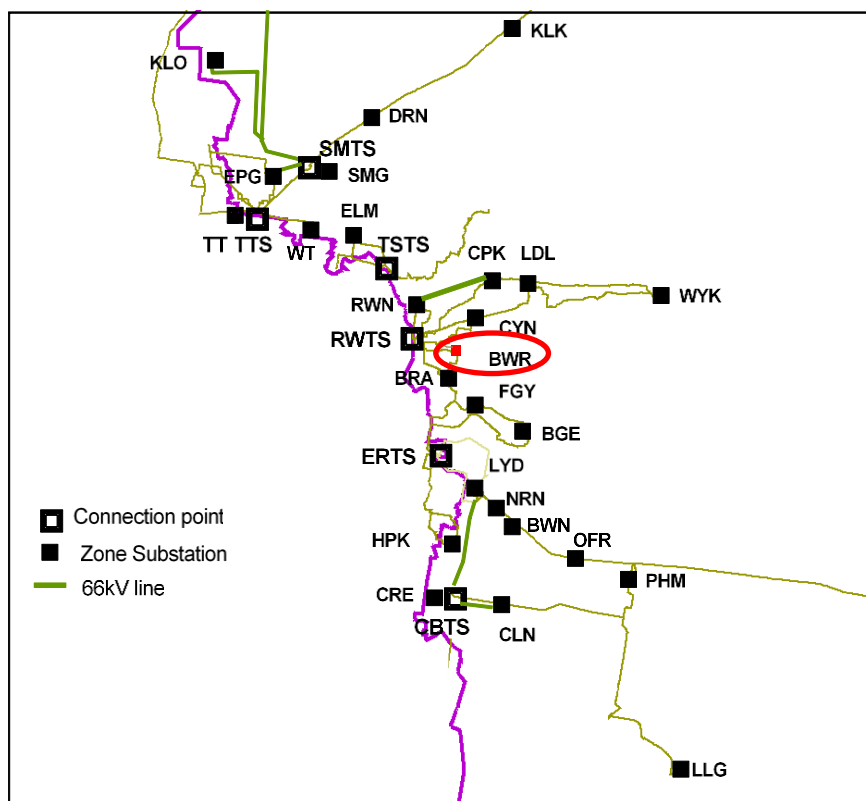 KLK
KLO
DRN
SMTS
EPG
SMG
ELM
TT TTS
WT
TSTS
CPK LDL
RWN
WYK
CYN
RWTS
BWR
BRA
FGY
BGE
ERTS
LYD
NRN
BWN
Connection point
HPK
OFR
Zone Substation
PHM
66kV line
CRE
CBTS
CLN
LLG